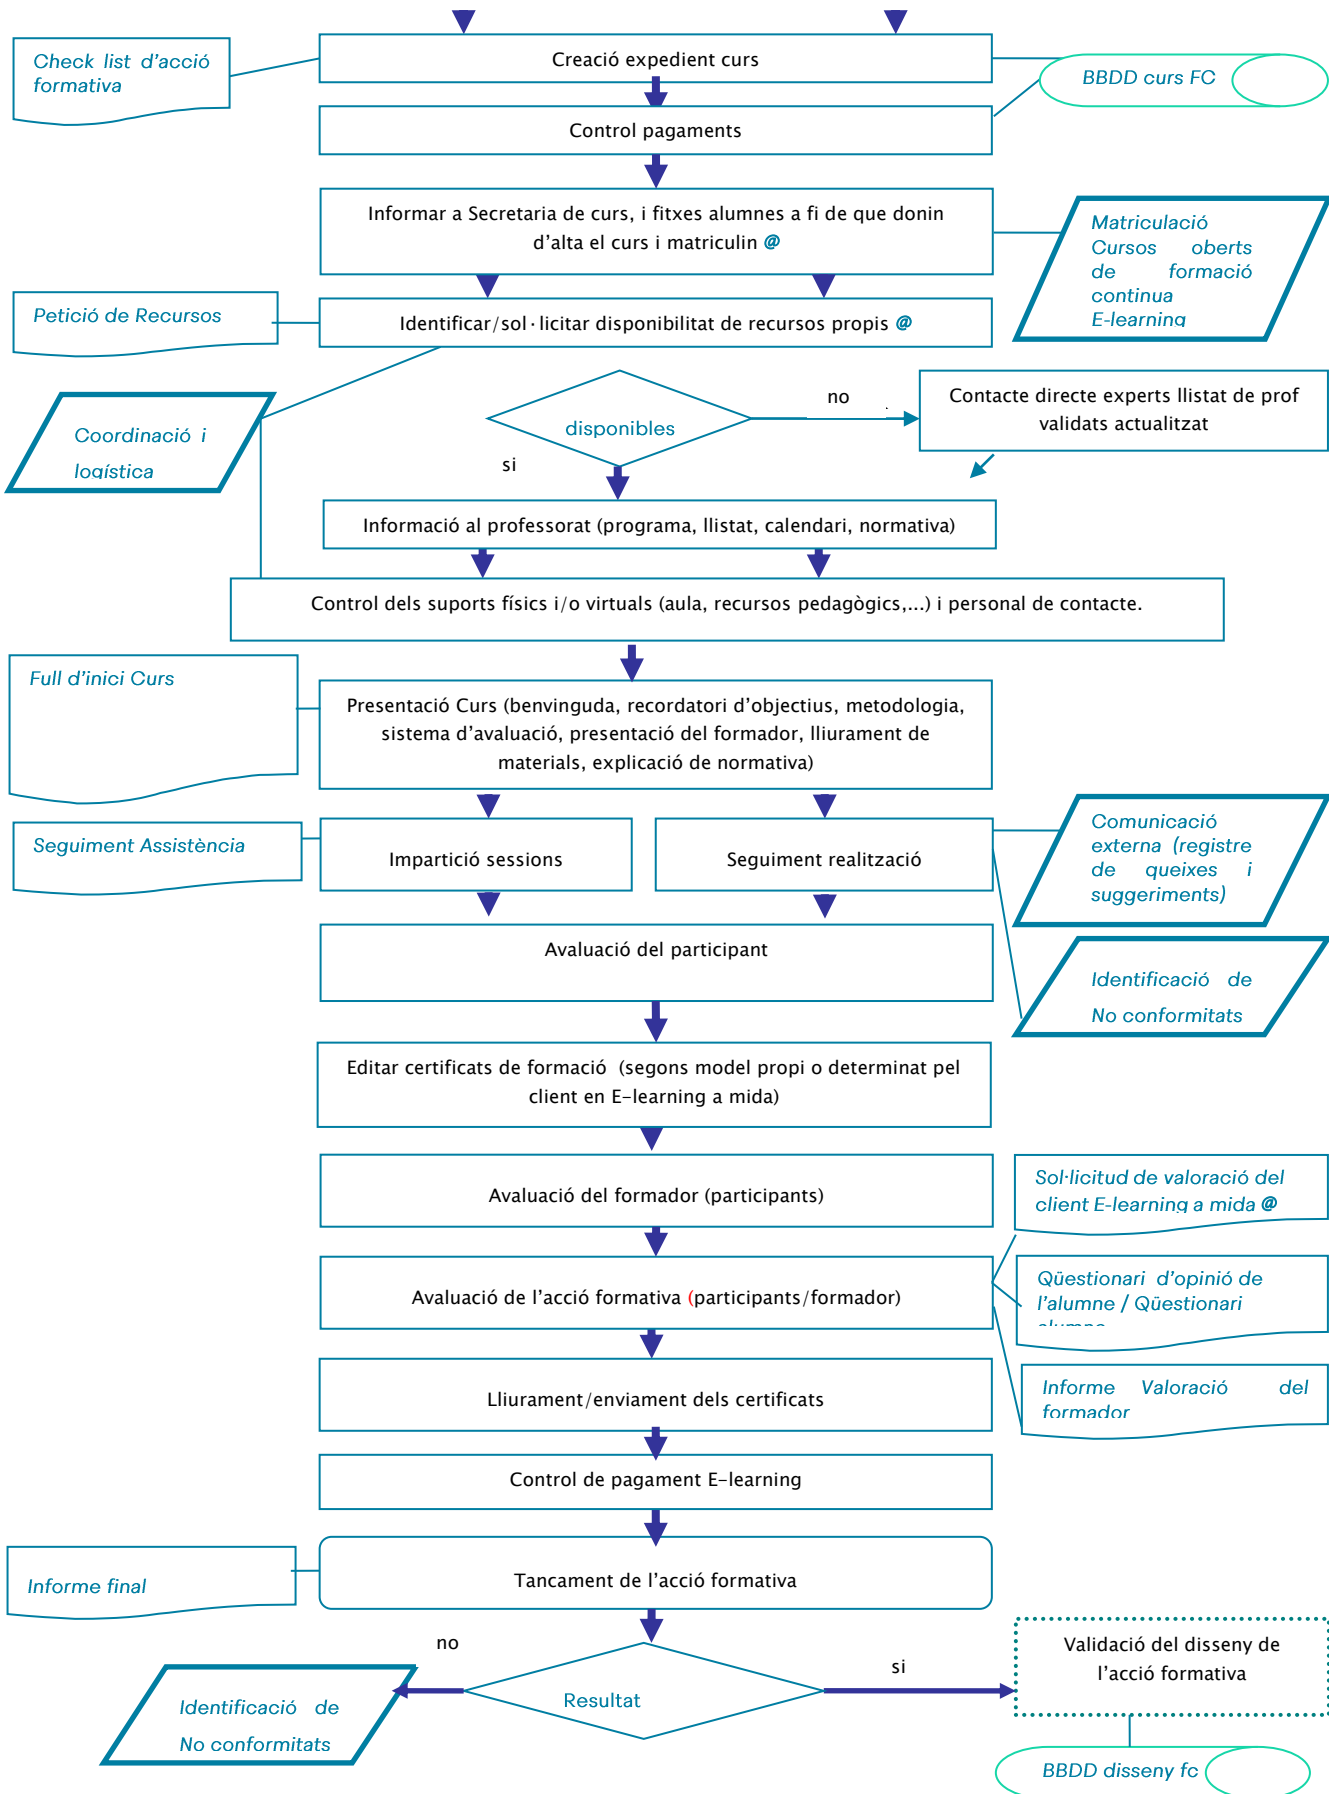 Check list d'acció
formativa
Creació expedient curs
BBDD curs FC
Control pagaments
Informar a Secretaria de curs, i fitxes alumnes a fi de que donin
d'alta el curs i matriculin @
Matriculació
Cursos oberts
de formació
continua
E-learning
Petició de Recursos
Identificar/sol·licitar disponibilitat de recursos propis @
Coordinació i
logística
disponibles
no
si
Contacte directe experts llistat de prof
validats actualitzat
Informació al professorat (programa, llistat, calendari, normativa)
Control dels suports físics i/o virtuals (aula, recursos pedagògics,...) i personal de contacte.
Full d'inici Curs
Presentació Curs (benvinguda, recordatori d'objectius, metodologia,
sistema d'avaluació, presentació del formador, lliurament de
materials, explicació de normativa)
Seguiment Assistència
Impartició sessions
Seguiment realització
Comunicació
externa (registre
de queixes i
suggeriments)
Avaluació del participant
Identificació de
No conformitats
Editar certificats de formació (segons model propi o determinat pel
client en E-learning a mida)
Avaluació del formador (participants)
Sol·licitud de valoració del
client E-learning a mida @
Avaluació de l'acció formativa (participants/formador)
Qüestionari d'opinió de
l'alumne / Qüestionari
Lliurament/enviament dels certificats
Informe Valoració del
formador
Control de pagament E-learning
Informe final
Tancament de l'acció formativa
no
Resultat
si
Validació del disseny de
l'acció formativa
Identificació de
No conformitats
BBDD disseny fc